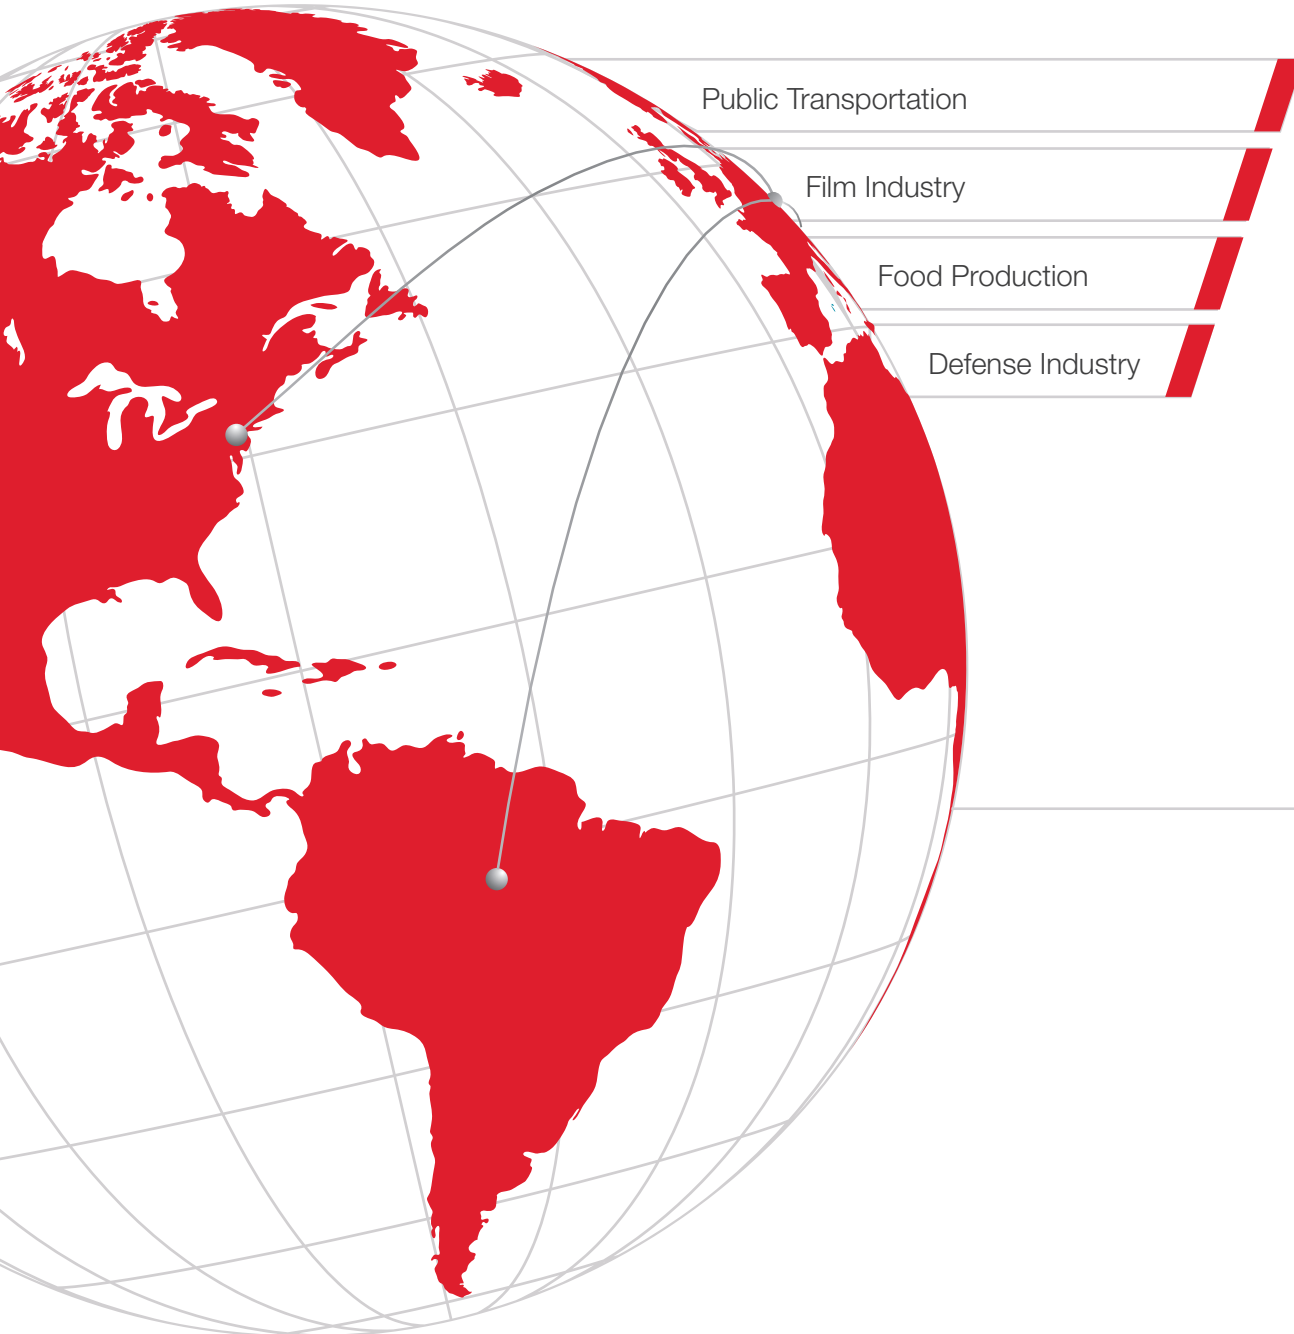 Public Transportation
Film Industry
Food Production
Defense Industry